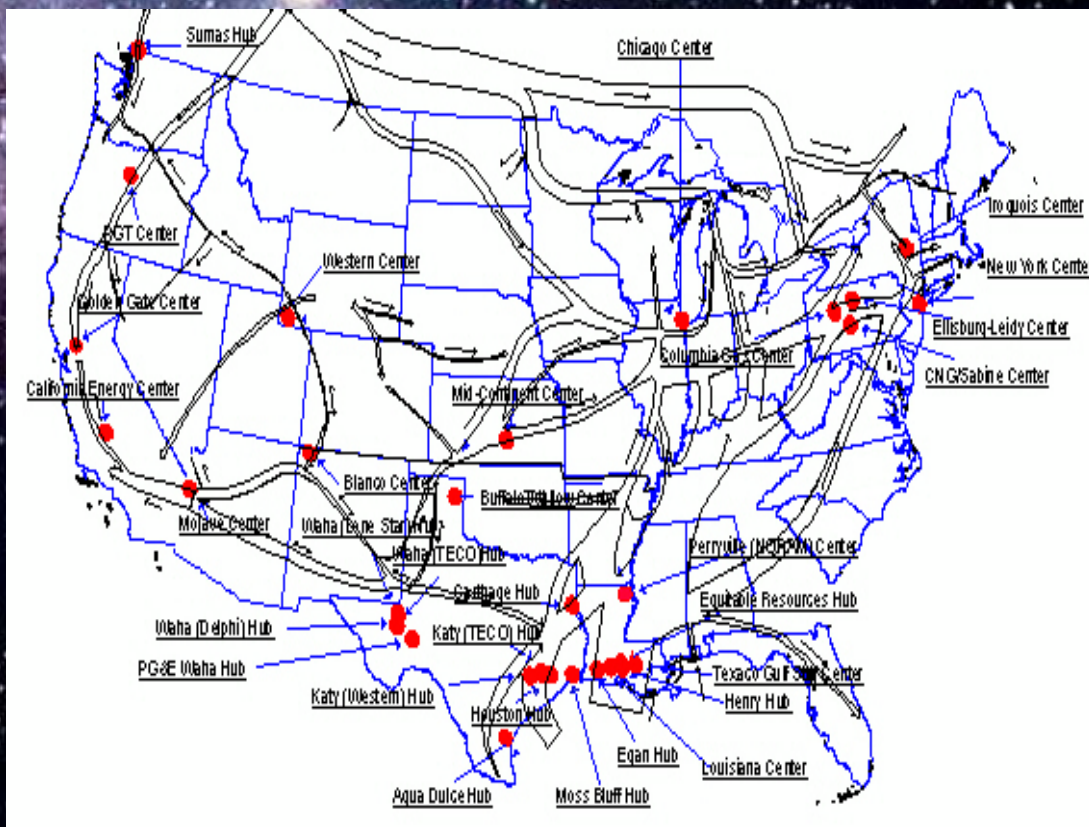 Sumas Hub
Chicago Center
Iroquois Center
Center
Western Center
New York Cente
Golden Gate Center
Ellisburg-Leidy Center
Columbia Gas Center
CNG/Sabine Center
California Energy Center
Mid-Continent Center
Blanco Center
Buffalo Center
Mojave Center
Waha (Lone Star) Hub
Waha (TECO) Hub
Perryville (NORAM) Center
Carthage Hub
Equitable Resources Hub
Waha (Delphi) Hub
Katy (TECO) Hub
PG&E Waha Hub
Texaco Gulf Center
Katy (Western) Hub
Henry Hub
Houston Hub
Egan Hub
Louisiana Center
Agua Dulce Hub
Moss Bluff Hub